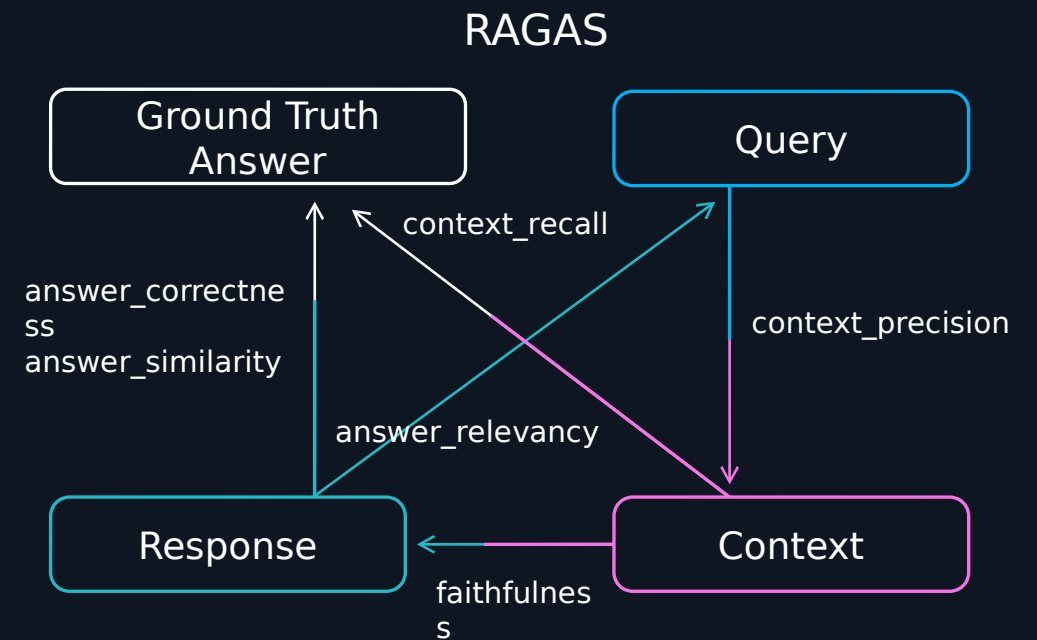 RAGAS
Ground Truth
Answer
Query
context_recall
answer_correctne
ss
answer_similarity
context_precision
answer_relevancy
Response
Context
faithfulnes
s